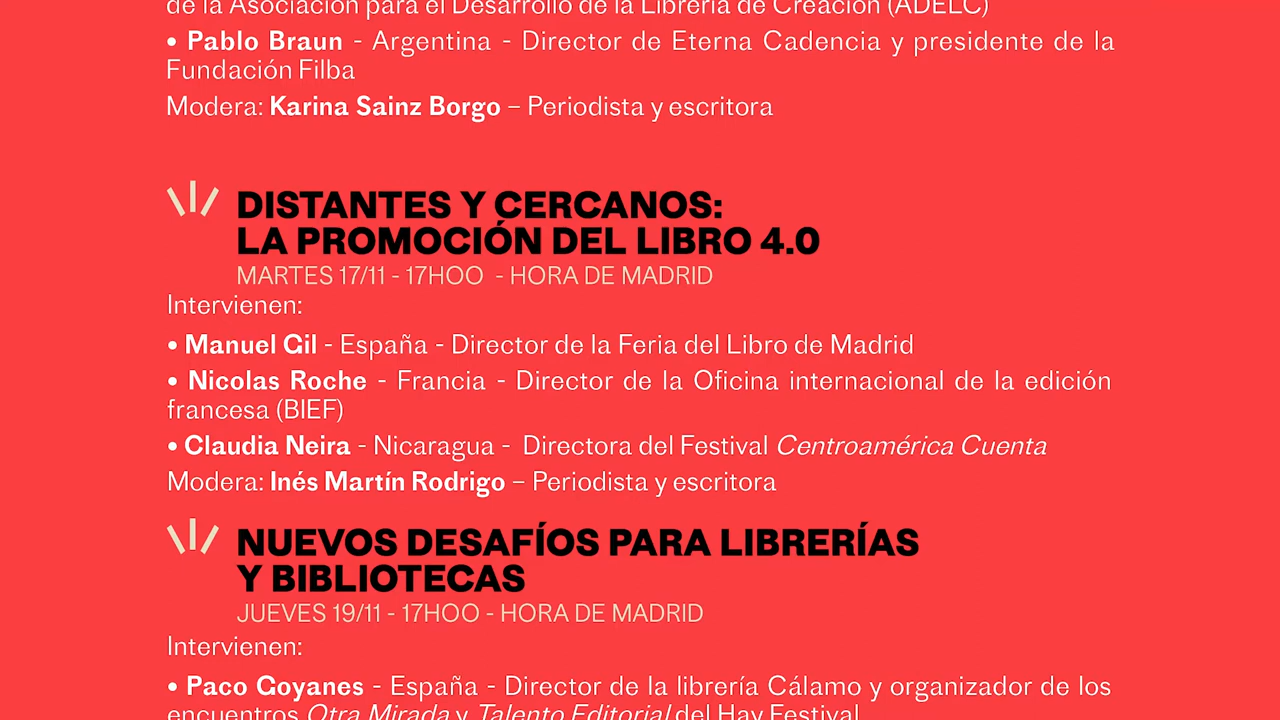 de la Asociación para el Desarrollo de la Librería de Creación (ADELC)
• Pablo Braun - Argentina - Director de Eterna Cadencia y presidente de la
Fundación Filba
Modera: Karina Sainz Borgo – Periodista y escritora
DISTANTES Y CERCANOS:
LA PROMOCIÓN DEL LIBRO 4.0
MARTES 17/11 - 17HOO - HORA DE MADRID
Intervienen:
• Manuel Gil - España - Director de la Feria del Libro de Madrid
• Nicolas Roche - Francia - Director de la Oficina internacional de la edición
francesa (BIEF)
• Claudia Neira - Nicaragua - Directora del Festival Centroamérica Cuenta
Modera: Inés Martín Rodrigo – Periodista y escritora
NUEVOS DESAFÍOS PARA LIBRERÍAS
Y BIBLIOTECAS
JUEVES 19/11 - 17HOO - HORA DE MADRID
Intervienen:
• Paco Goyanes - España - Director de la librería Cálamo y organizador de los
encuentros Otra Mirada y Talento Editorial del Hay Festival